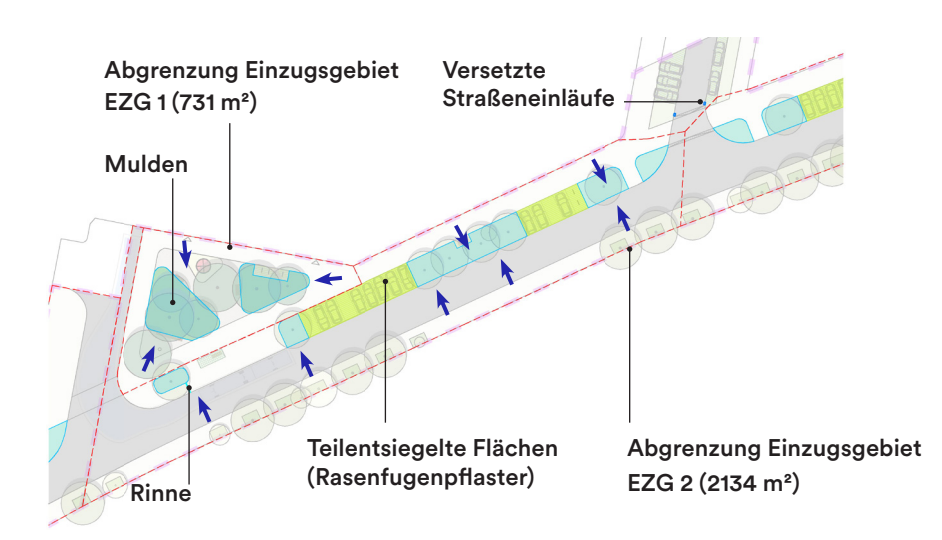 Abgrenzung Einzugsgebiet
EZG 1 (731 m²)
Versetzte
Straßeneinläufe
Mulden
Teilentsiegelte Flächen
(Rasenfugenpflaster)
Abgrenzung Einzugsgebiet
EZG 2 (2134 m²)
Rinne